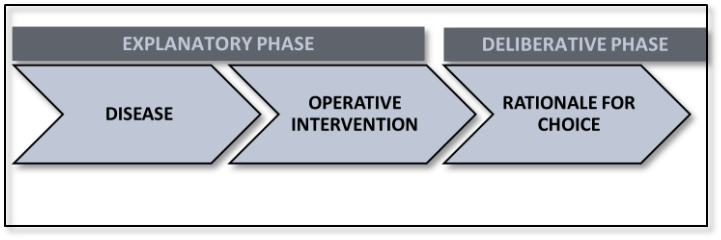 EXPLANATORY PHASE
DELIBERATIVE PHASE
DISEASE
OPERATIVE
INTERVENTION
RATIONALE FOR
CHOICE